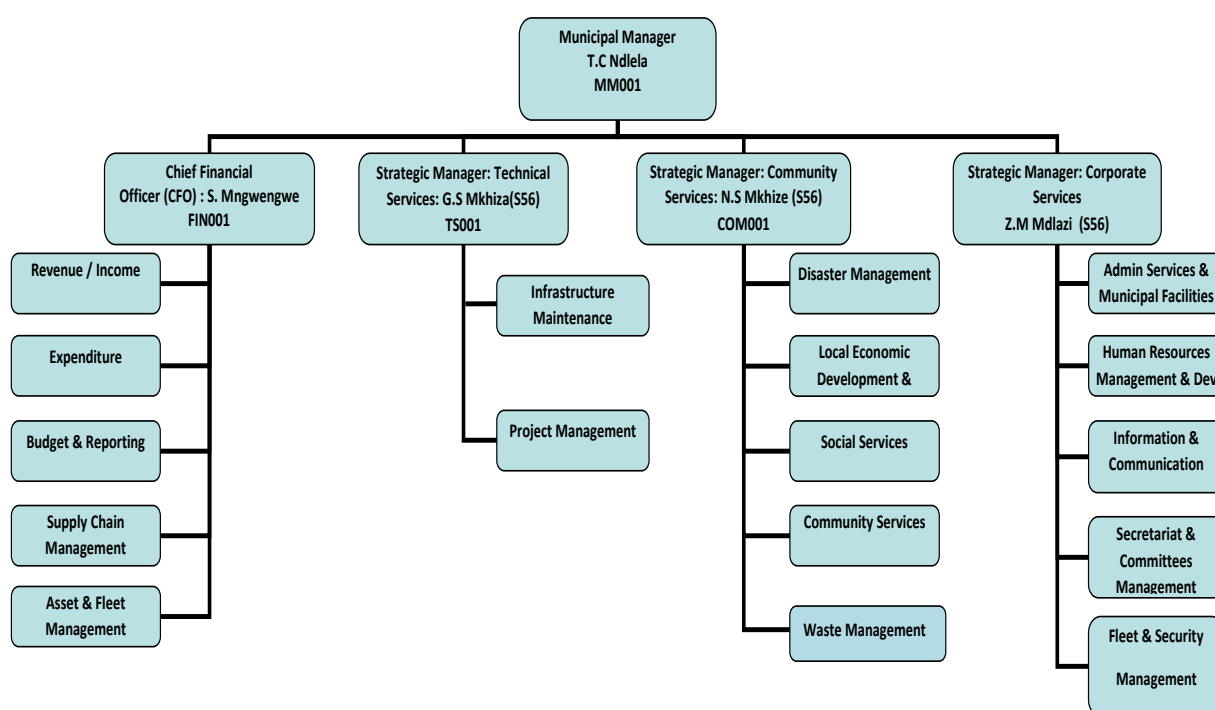 Municipal Manager
T.C Ndlela
MM001
Chief Financial
Officer (CFO) : S. Mngwengwe
FIN001
Strategic Manager: Technical
Services: G.S Mkhiza(S56)
TS001
Strategic Manager: Community
Services: N.S Mkhize (S56)
COM001
Strategic Manager: Corporate
Services
Z.M Mdlazi (S56)
Revenue / Income
Expenditure
Budget & Reporting
Supply Chain
Management
Asset & Fleet
Management
Infrastructure
Maintenance
Project Management
Disaster Management
Local Economic
Development &
Social Services
Community Services
Waste Management
Admin Services &
Municipal Facilities
Human Resources
Management & Dev
Information &
Communication
Secretariat &
Committees
Management
Fleet & Security
Management